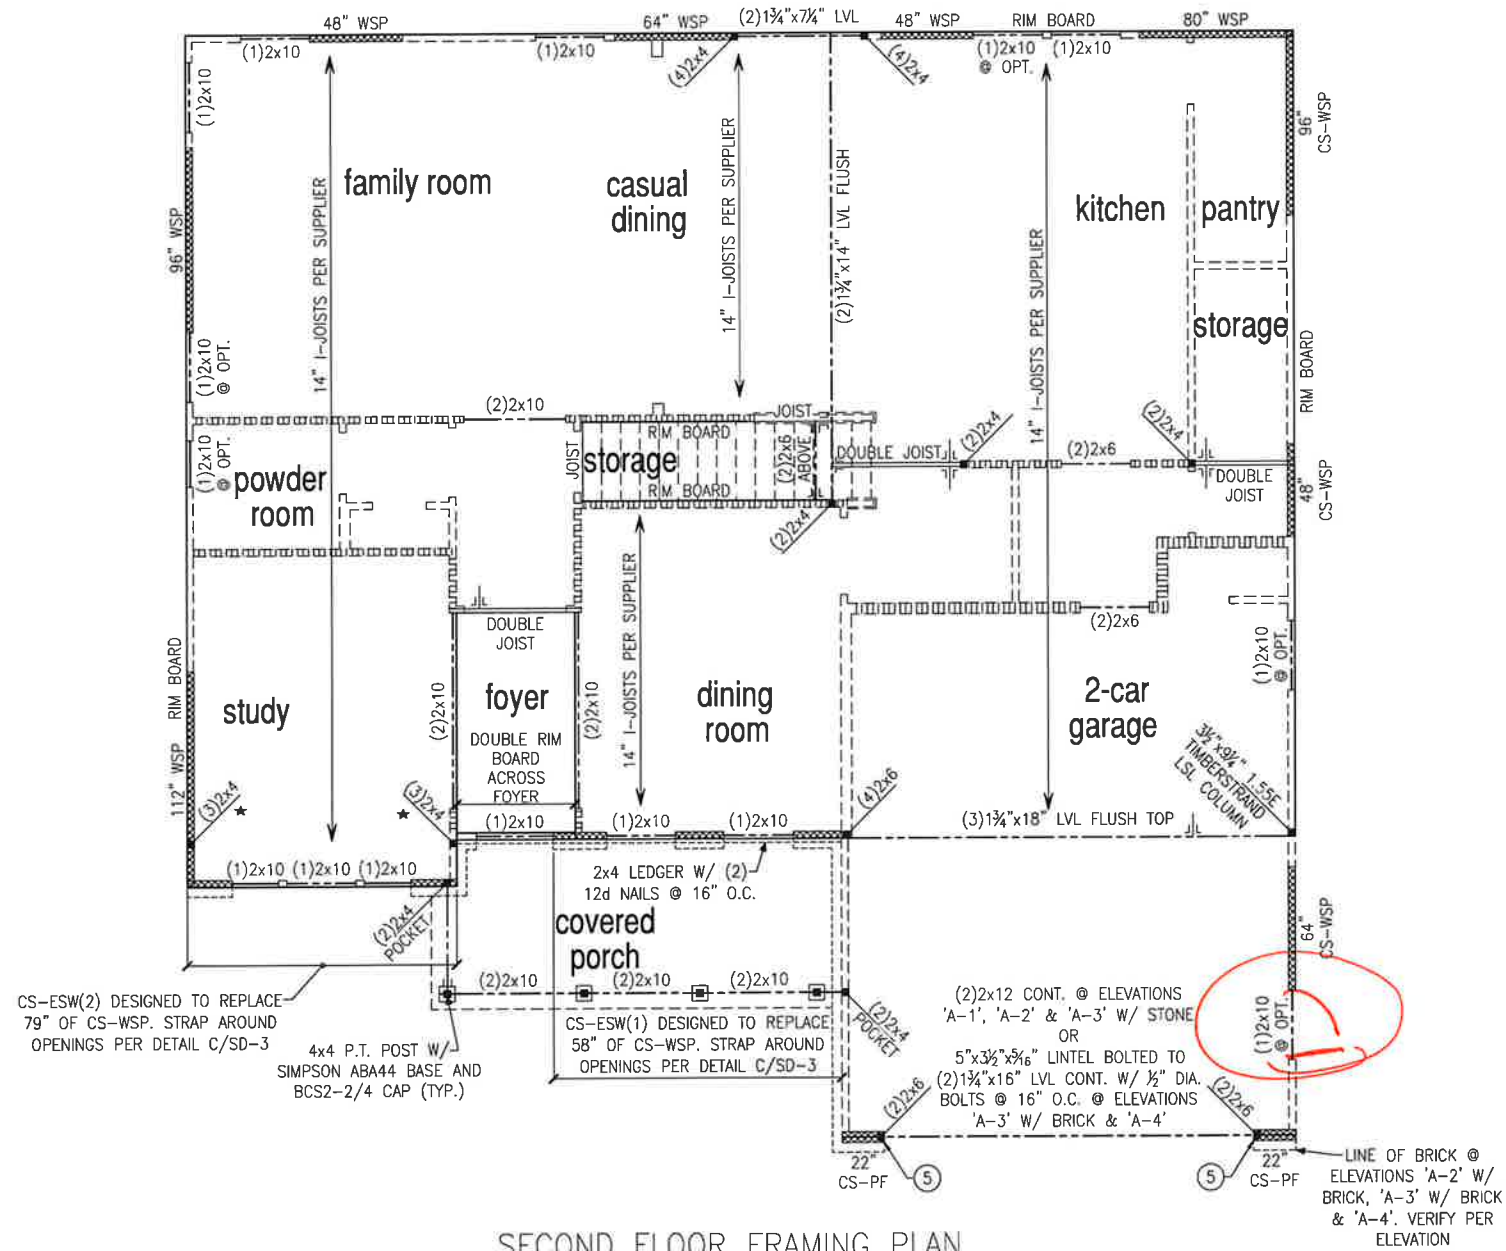 48" WSP
64" WSP
(2)1¾"x7¼" LVL
48" WSP
RIM BOARD
80" WSP
(1)2x10
(1)2x10
(4)2x4
(4)2x4
(1)2x10
@ OPT.
(1)2x10
(1)2x10
96"
CS-WSP
family room
casual
dining
kitchen
pantry
14" I-JOISTS PER SUPPLIER
14" I-JOISTS PER SUPPLIER
(2)1¾"x14" LVL FLUSH
14" I-JOISTS PER SUPPLIER
96" WSP
storage
RIM BOARD
(1)2x10
@ OPT.
(2)2x10
JOIST
(2)2x4
(2)2x4
RIM BOARD
(1)2x10
@ OPT.
powder
room
JOIST
storage
(2)2x6
ABOVE
DOUBLE JOIST
(2)2x6
DOUBLE
JOIST
48"
CS-WSP
RIM BOARD
(2)2x4
14" I-JOISTS PER SUPPLIER
DOUBLE
JOIST
(2)2x6
(1)2x10
@ OPT.
RIM BOARD
study
(2)2x10
foyer
(2)2x10
dining
room
2-car
garage
DOUBLE RIM
BOARD
ACROSS
FOYER
3½"x9¼" 1.55E
TIMBERSTRAND
LSL COLUMN
112" WSP
(3)2x4
(3)2x4
(4)2x6
(1)2x10
(1)2x10
(1)2x10
(3)1¾"x18" LVL FLUSH TOP
(1)2x10
(1)2x10
(1)2x10
2x4 LEDGER W/ (2)
12d NAILS @ 16" O.C.
(2)2x4
POCKET
covered
porch
64"
CS-WSP
(2)2x10
(2)2x10
(2)2x10
(2)2x4
POCKET
CS-ESW(2) DESIGNED TO REPLACE
79" OF CS-WSP. STRAP AROUND
OPENINGS PER DETAIL C/SD-3
4x4 P.T. POST W/
SIMPSON ABA44 BASE AND
BCS2-2/4 CAP (TYP.)
CS-ESW(1) DESIGNED TO REPLACE
58" OF CS-WSP. STRAP AROUND
OPENINGS PER DETAIL C/SD-3
(2)2x12 CONT. @ ELEVATIONS
'A-1', 'A-2' & 'A-3' W/ STONE
OR
5"x3½"x5/16" LINTEL BOLTED TO
(2)1¾"x16" LVL CONT. W/ ½" DIA.
BOLTS @ 16" O.C. @ ELEVATIONS
'A-3' W/ BRICK & 'A-4'
(1)2x10
@ OPT.
(2)2x6
(2)2x6
22"
CS-PF
5
5
22"
CS-PF
LINE OF BRICK @
ELEVATIONS 'A-2' W/
BRICK, 'A-3' W/ BRICK
& 'A-4'. VERIFY PER
ELEVATION
SECOND FLOOR FRAMING PLAN